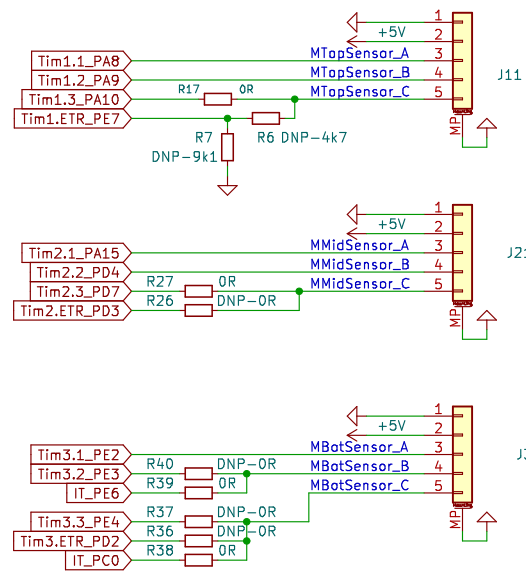 1
+5V 2
Tim1.1_PA8 MTopSensor_A 3
Tim1.2_PA9 MTopSensor_B 4 J11
Tim1.3_PA10 R17 0R MTopSensor_C 5
Tim1.ETR_PE7 R7 R6 DNP-4k7 MP
DNP-9k1
1
+5V 2
Tim2.1_PA15 MMidSensor_A 3 J21
Tim2.2_PD4 MMidSensor_B 4
Tim2.3_PD7 R27 0R MMidSensor_C 5
Tim2.ETR_PD3 R26 DNP-0R MP
1
+5V 2
Tim3.1_PE2 MBotSensor_A 3
Tim3.2_PE3 R40 DNP-0R MBotSensor_B 4
IT_PE6 R39 0R MBotSensor_C 5
Tim3.3_PE4 R37 DNP-0R MP
Tim3.ETR_PD2 R36 DNP-0R
IT_PC0 R38 0R